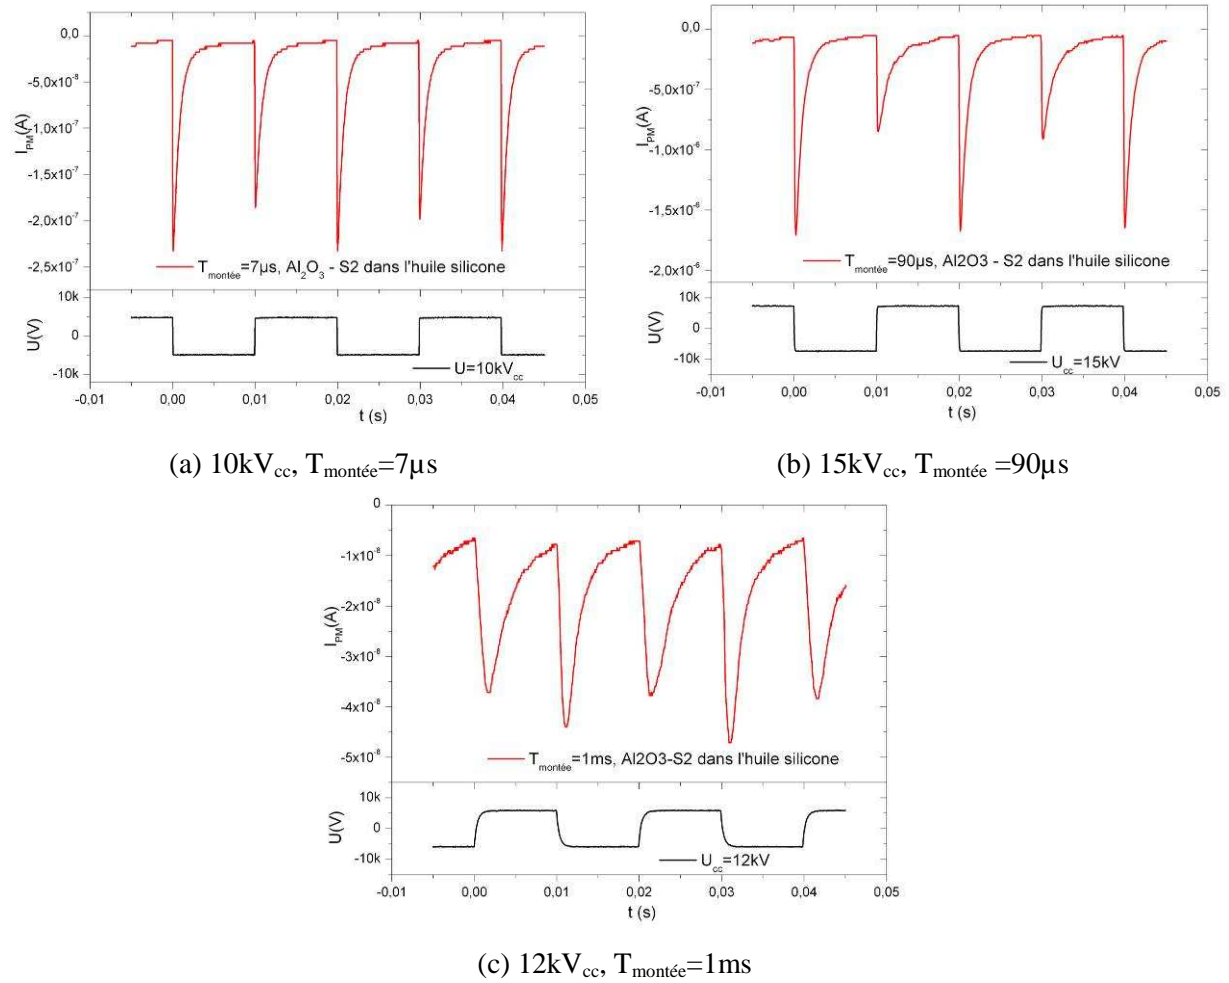 0,0
-5,0x10⁻⁸
-1,0x10⁻⁷
-1,5x10⁻⁷
-2,0x10⁻⁷
-2,5x10⁻⁷
I_PM(A)
T_montée=7µs, Al₂O₃ - S2 dans l'huile silicone
10k
0
-10k
U(V)
U=10kV_cc
-0,01 0,00 0,01 0,02 0,03 0,04 0,05
t (s)
(a) 10kV_cc, T_montée=7µs
0,0
-5,0x10⁻⁷
-1,0x10⁻⁶
-1,5x10⁻⁶
-2,0x10⁻⁶
I_PM(A)
T_montée=90µs, Al2O3 - S2 dans l'huile silicone
10k
0
-10k
U(V)
U_cc=15kV
-0,01 0,00 0,01 0,02 0,03 0,04 0,05
t (s)
(b) 15kV_cc, T_montée =90µs
0
-1x10⁻⁸
-2x10⁻⁸
-3x10⁻⁸
-4x10⁻⁸
-5x10⁻⁸
I_PM(A)
T_montée=1ms, Al2O3-S2 dans l'huile silicone
10k
0
-10k
U(V)
U_cc=12kV
-0,01 0,00 0,01 0,02 0,03 0,04 0,05
t (s)
(c) 12kV_cc, T_montée=1ms